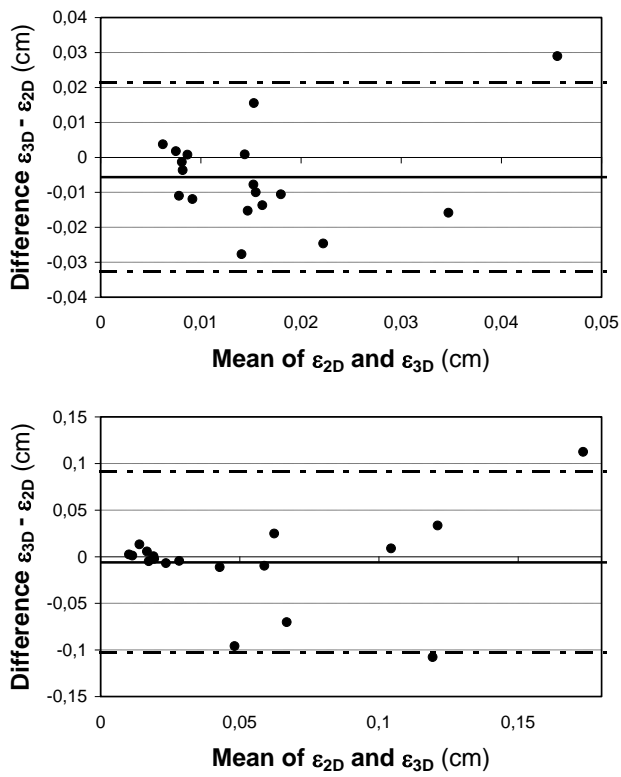 0,04
0,03
0,02
0,01
0
-0,01
-0,02
-0,03
-0,04
Difference ε3D - ε2D (cm)
0 0,01 0,02 0,03 0,04 0,05
Mean of ε2D and ε3D (cm)
0,15
0,1
0,05
0
-0,05
-0,1
-0,15
Difference ε3D - ε2D (cm)
0 0,05 0,1 0,15
Mean of ε2D and ε3D (cm)